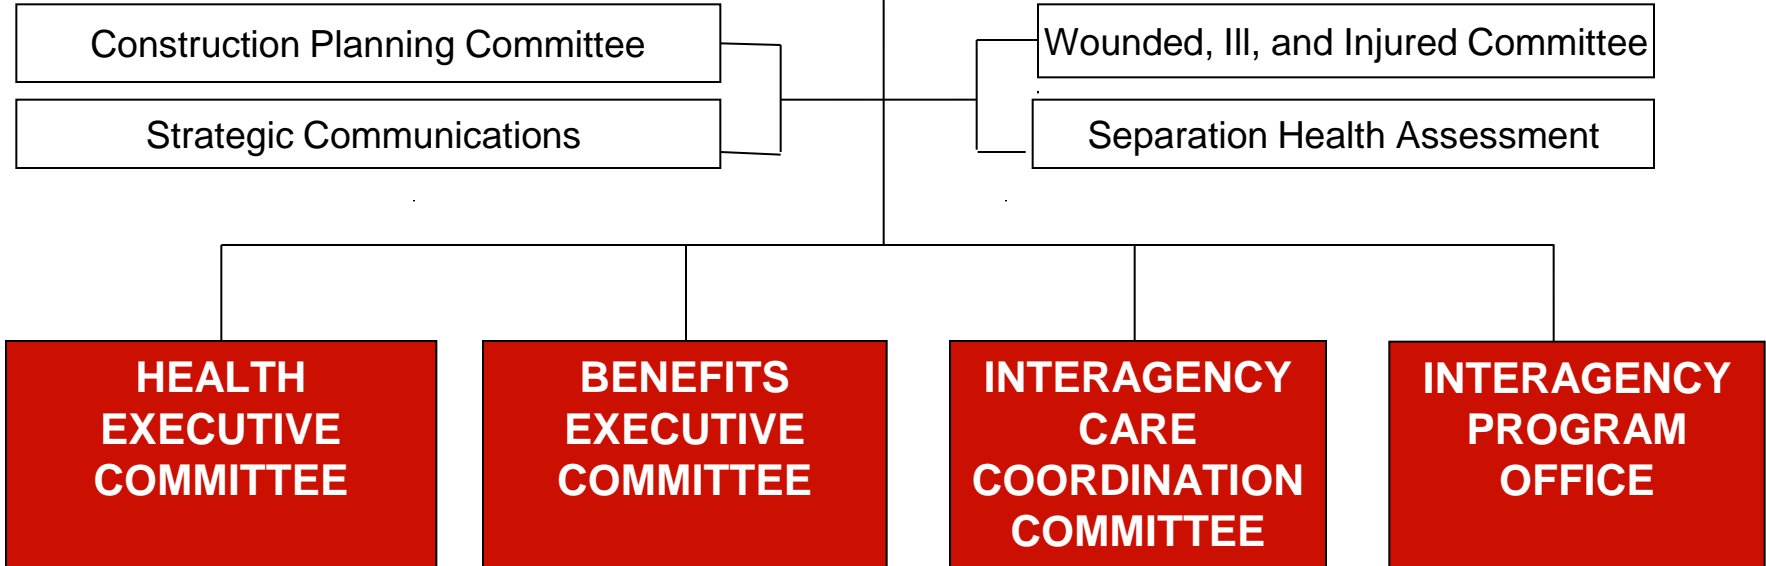 Construction Planning Committee
Wounded, Ill, and Injured Committee
Strategic Communications
Separation Health Assessment
HEALTH
EXECUTIVE
COMMITTEE
BENEFITS
EXECUTIVE
COMMITTEE
INTERAGENCY
CARE
COORDINATION
COMMITTEE
INTERAGENCY
PROGRAM
OFFICE